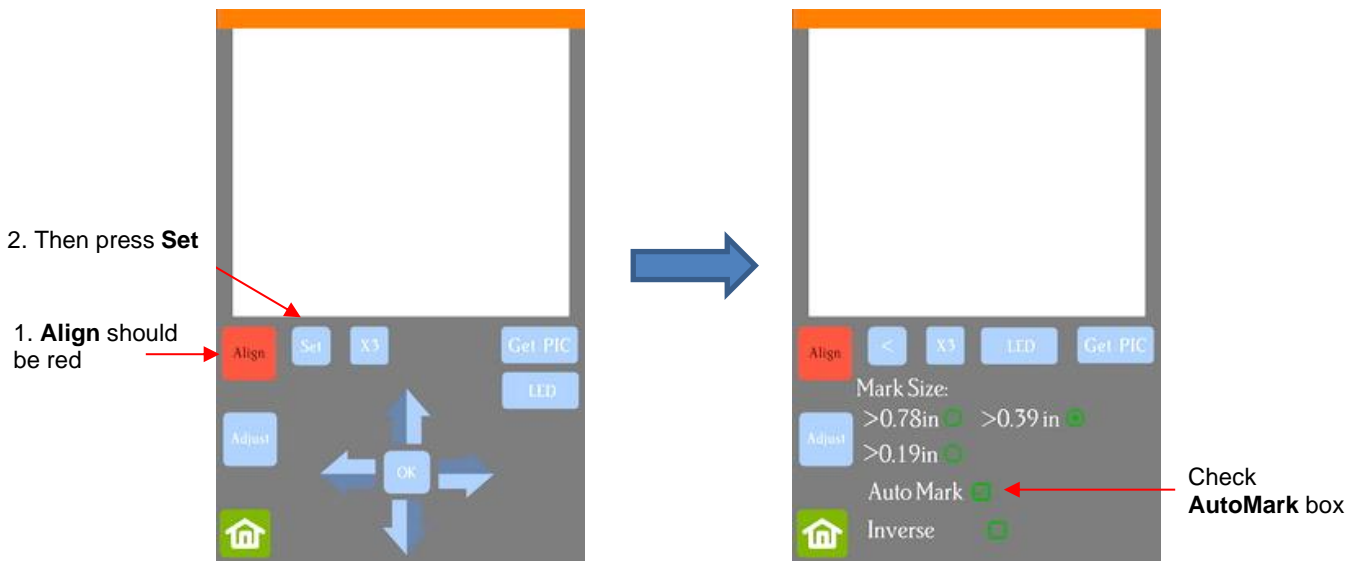 2. Then press Set
1. Align should
be red
Align
Set
X3
Get PIC
LED
Adjust
OK
Align
<
X3
LED
Get PIC
Mark Size:
>0.78in
>0.39 in
Adjust
>0.19in
Auto Mark
Inverse
Check
AutoMark box